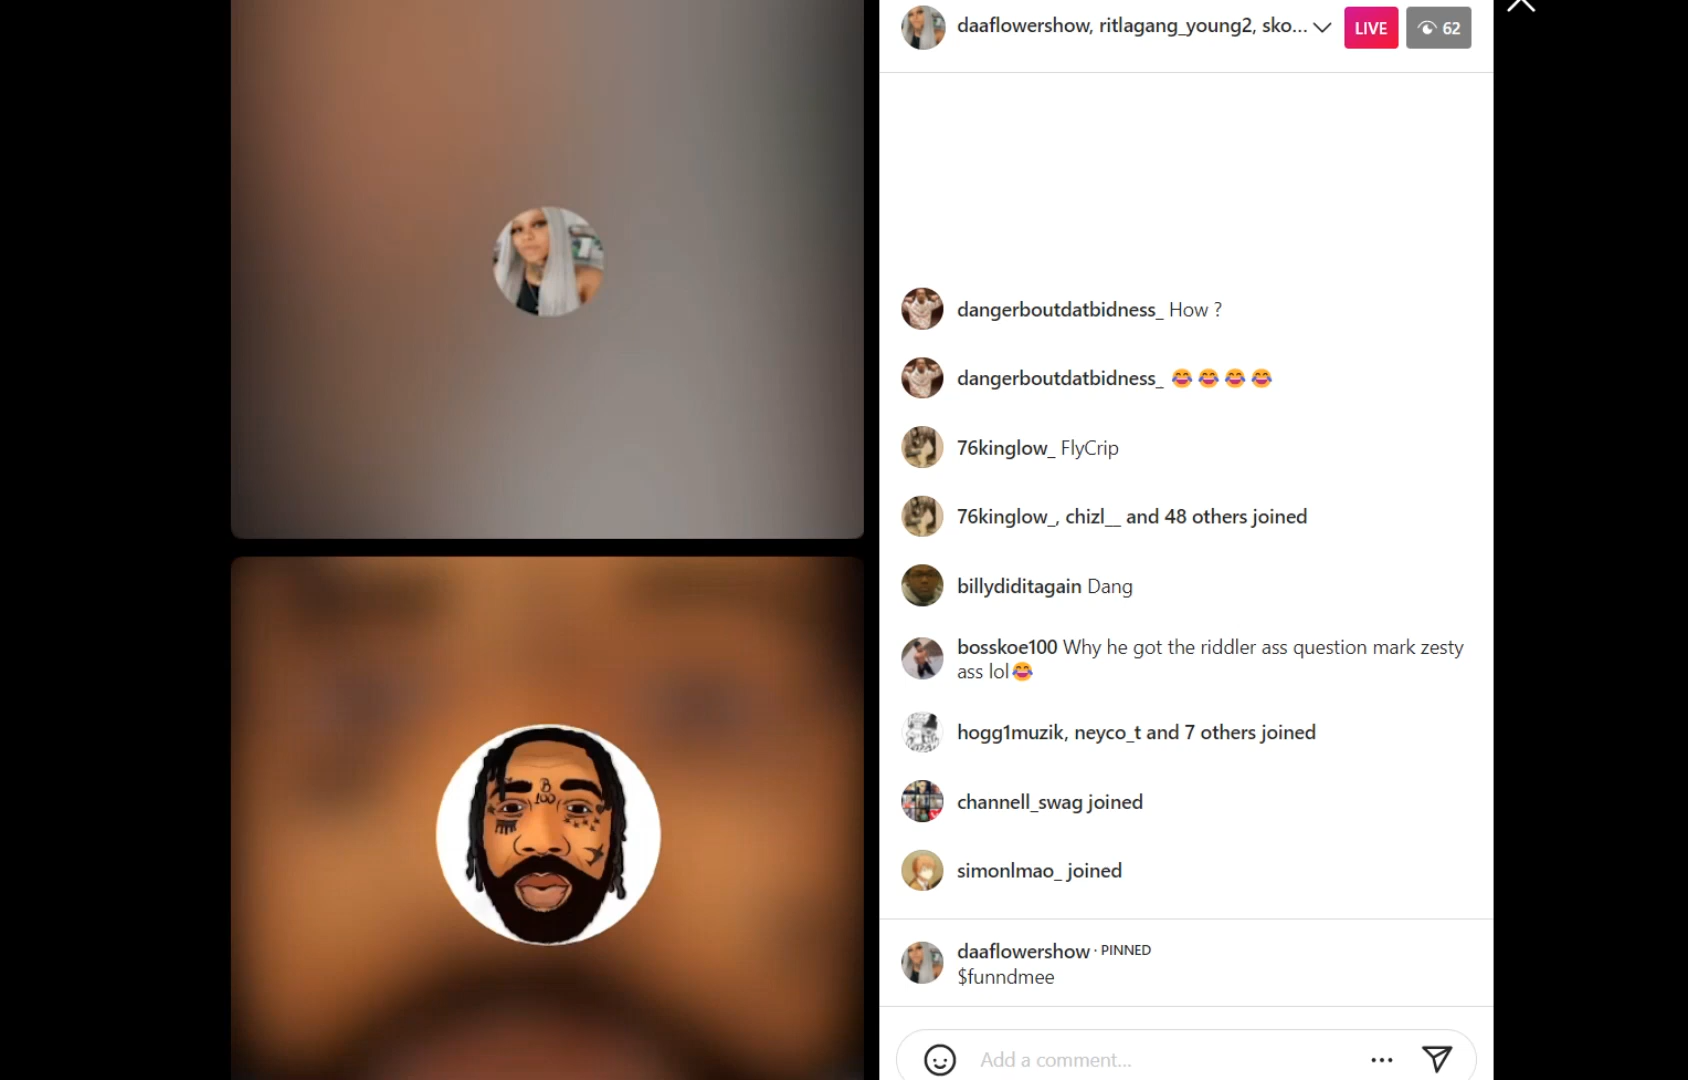 daaflowershow, ritlagang_young2, sko...
LIVE
62
dangerboutdatbidness_ How ?
dangerboutdatbidness_ 😂😂😂😂
76kinglow_ FlyCrip
76kinglow_, chizl__ and 48 others joined
billydiditagain Dang
bosskoe100 Why he got the riddler ass question mark zesty
ass lol😂
hogg1muzik, neyco_t and 7 others joined
channell_swag joined
simonlmao_ joined
daaflowershow · PINNED
$funndmee
Add a comment...
B
100